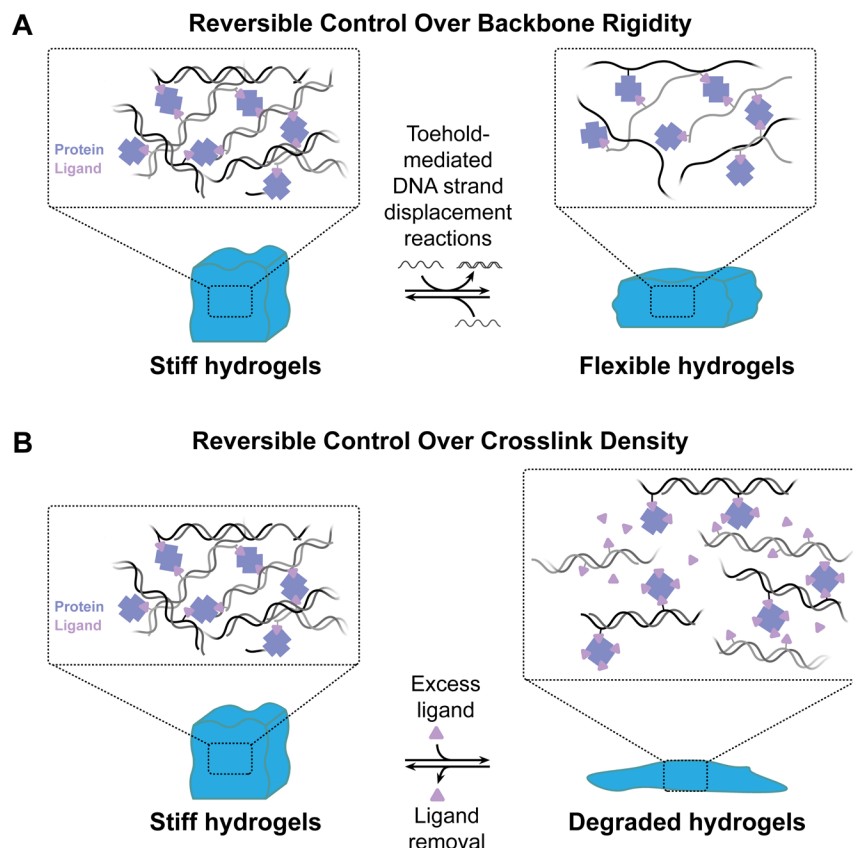 A
Reversible Control Over Backbone Rigidity
Protein
Ligand
Toehold-
mediated
DNA strand
displacement
reactions
Stiff hydrogels
Flexible hydrogels
B
Reversible Control Over Crosslink Density
Protein
Ligand
Excess
ligand
Ligand
removal
Stiff hydrogels
Degraded hydrogels